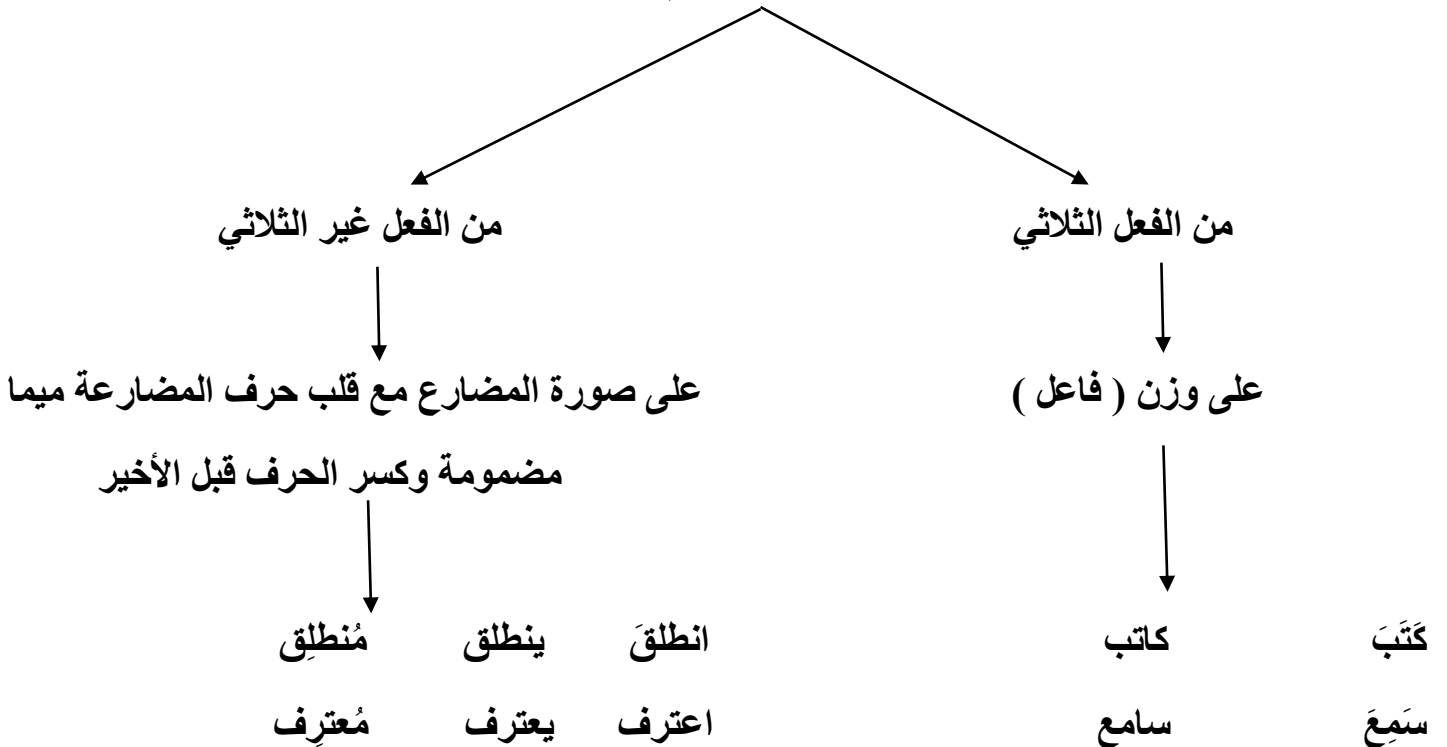 من الفعل الثلاثي
من الفعل غير الثلاثي
على وزن ( فاعل )
على صورة المضارع مع قلب حرف المضارعة ميما
مضمومة وكسر الحرف قبل الأخير
كَتَبَ كاتب
انطلقَ ينطلق مُنطلِق
سَمِعَ سامع
اعترف يعترف مُعترِف